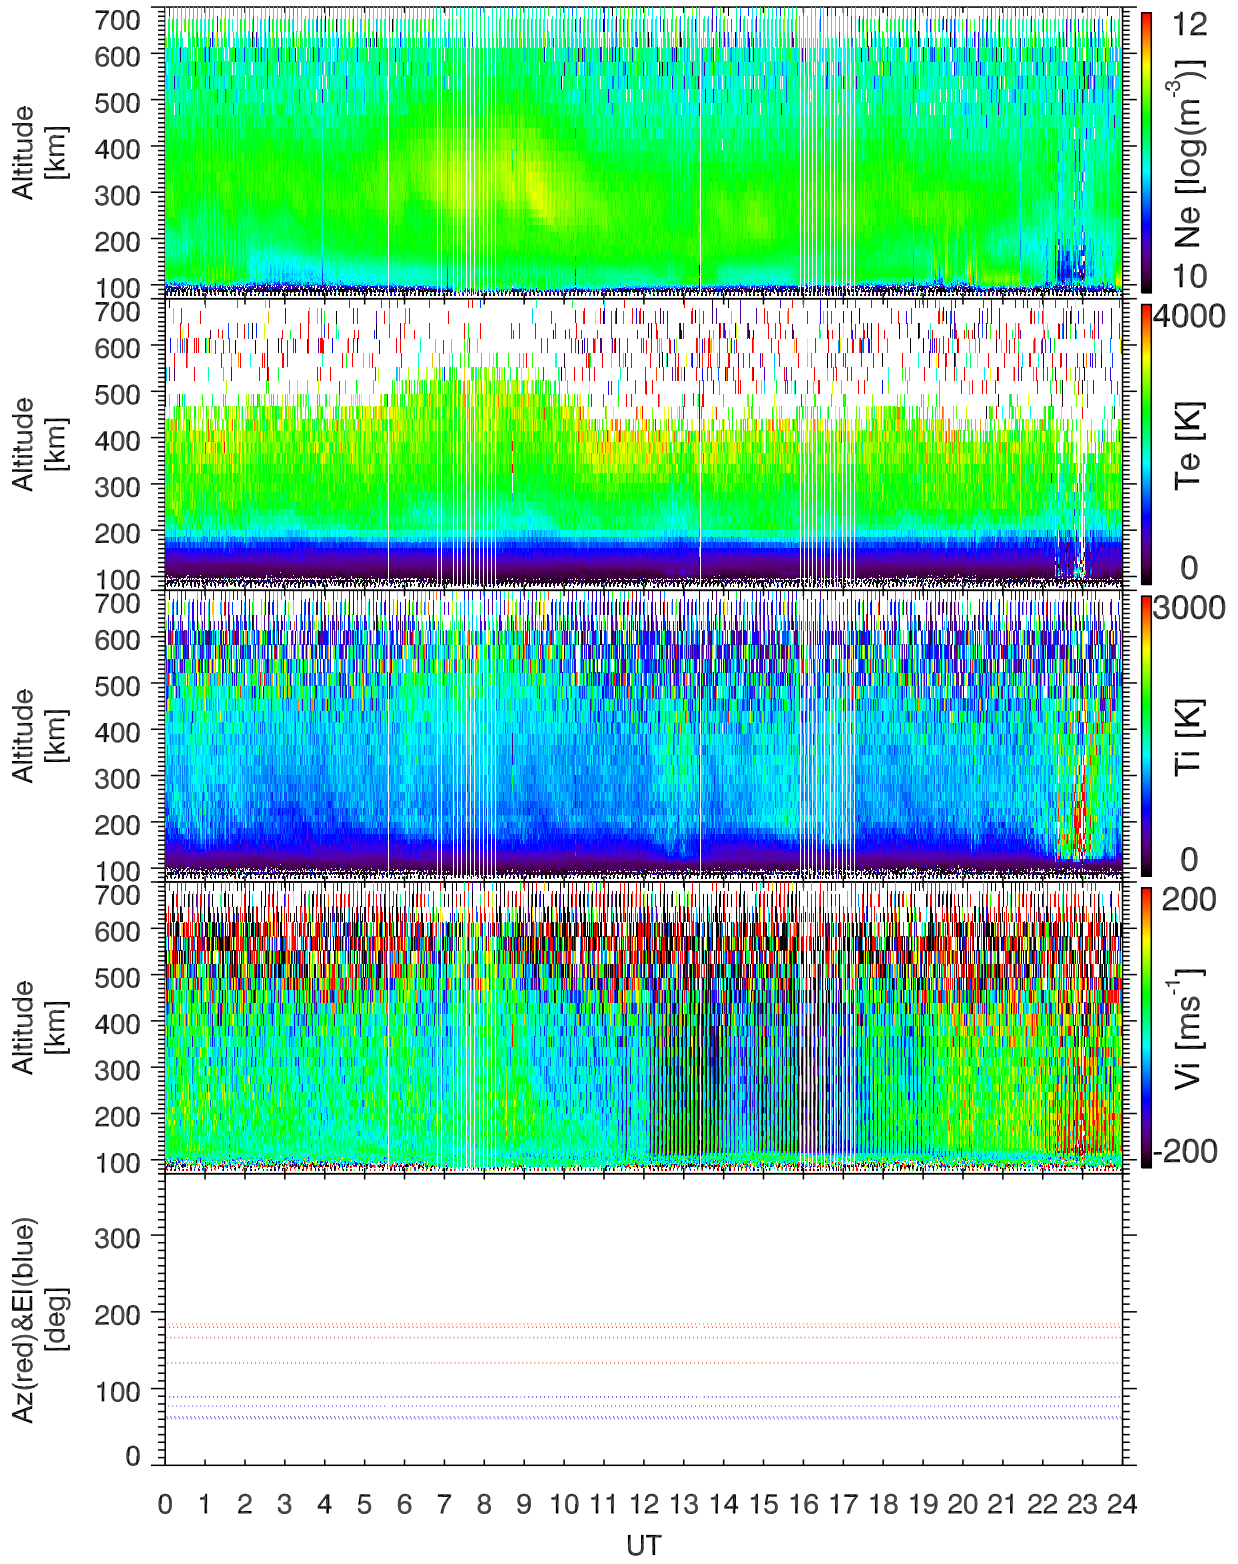 700
600
500
400
300
200
100
Altitude
[km]
12
Ne [log(m⁻³)]
10
700
600
500
400
300
200
100
Altitude
[km]
4000
Te [K]
0
700
600
500
400
300
200
100
Altitude
[km]
3000
Ti [K]
0
700
600
500
400
300
200
100
Altitude
[km]
200
Vi [ms⁻¹]
-200
300
200
100
0
Az(red)&El(blue)
[deg]
0 1 2 3 4 5 6 7 8 9 10 11 12 13 14 15 16 17 18 19 20 21 22 23 24
UT